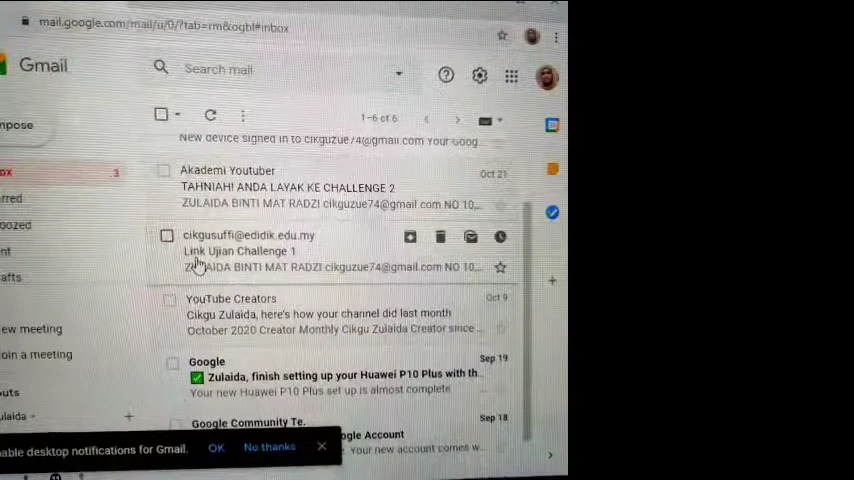 mail.google.com/mail/u/0/?tab=rm&ogbl#inbox
Gmail
Search mail
1-6 of 6
New device signed in to cikguzue74@gmail.com Your Goog...
Akademi Youtuber
Oct 21
TAHNIAH! ANDA LAYAK KE CHALLENGE 2
ZULAIDA BINTI MAT RADZI cikguzue74@gmail.com NO 10,...
3
cikgusuffi@edidik.edu.my
Link Ujian Challenge 1
ZULAIDA BINTI MAT RADZI cikguzue74@gmail.com NO 10,...
YouTube Creators
Oct 9
Cikgu Zulaida, here's how your channel did last month
October 2020 Creator Monthly Cikgu Zulaida Creator since ...
Google
Sep 19
Zulaida, finish setting up your Huawei P10 Plus with th...
Your new Huawei P10 Plus set up is almost complete
Google Community Te.
Sep 18
ogle Account
Your new account comes w...
mpose
ox
rred
oozed
nt
afts
ew meeting
oin a meeting
outs
ulaida
able desktop notifications for Gmail.
OK
No thanks